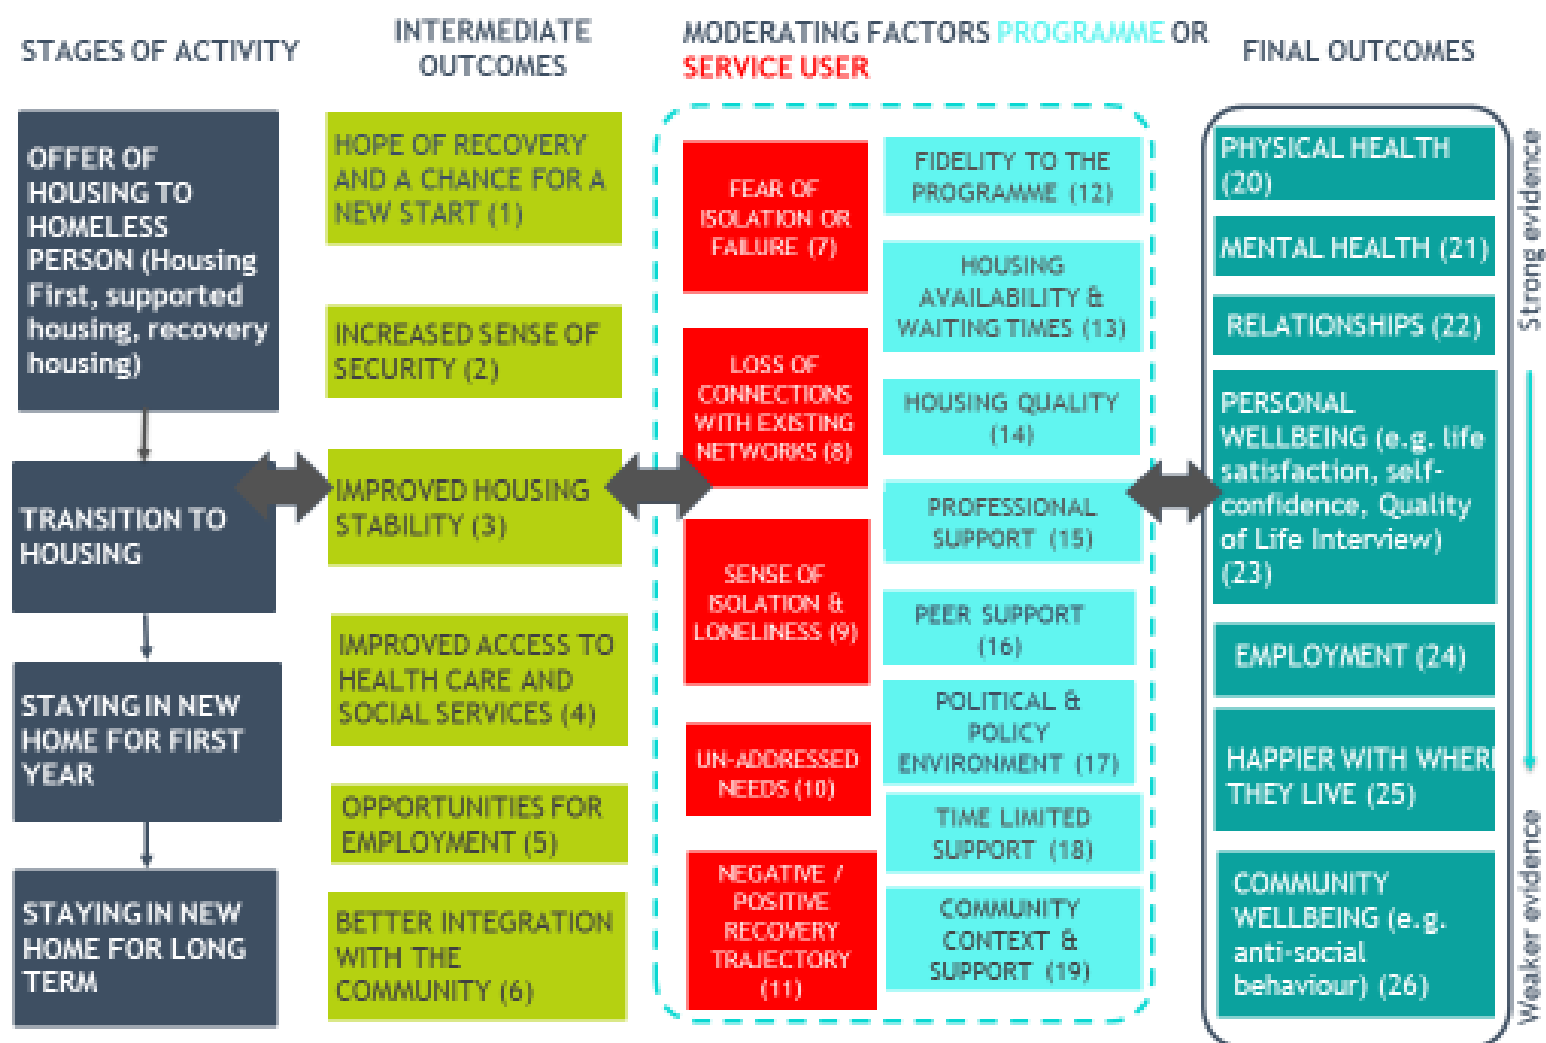 STAGES OF ACTIVITY
INTERMEDIATE
OUTCOMES
MODERATING FACTORS PROGRAMME OR
SERVICE USER
FINAL OUTCOMES
OFFER OF
HOUSING TO
HOMELESS
PERSON (Housing
First, supported
housing, recovery
housing)
TRANSITION TO
HOUSING
STAYING IN NEW
HOME FOR FIRST
YEAR
STAYING IN NEW
HOME FOR LONG
TERM
HOPE OF RECOVERY
AND A CHANCE FOR A
NEW START (1)
INCREASED SENSE OF
SECURITY (2)
IMPROVED HOUSING
STABILITY (3)
IMPROVED ACCESS TO
HEALTH CARE AND
SOCIAL SERVICES (4)
OPPORTUNITIES FOR
EMPLOYMENT (5)
BETTER INTEGRATION
WITH THE
COMMUNITY (6)
FEAR OF
ISOLATION OR
FAILURE (7)
LOSS OF
CONNECTIONS
WITH EXISTING
NETWORKS (8)
SENSE OF
ISOLATION &
LONELINESS (9)
UN-ADDRESSED
NEEDS (10)
NEGATIVE /
POSITIVE
RECOVERY
TRAJECTORY
(11)
FIDELITY TO THE
PROGRAMME (12)
HOUSING
AVAILABILITY &
WAITING TIMES (13)
HOUSING QUALITY
(14)
PROFESSIONAL
SUPPORT (15)
PEER SUPPORT
(16)
POLITICAL &
POLICY
ENVIRONMENT (17)
TIME LIMITED
SUPPORT (18)
COMMUNITY
CONTEXT &
SUPPORT (19)
PHYSICAL HEALTH
(20)
MENTAL HEALTH (21)
RELATIONSHIPS (22)
PERSONAL
WELLBEING (e.g. life
satisfaction, self-
confidence, Quality
of Life Interview)
(23)
EMPLOYMENT (24)
HAPPIER WITH WHER
THEY LIVE (25)
COMMUNITY
WELLBEING (e.g.
anti-social
behaviour) (26)
Strong evidence
Weaker evidence